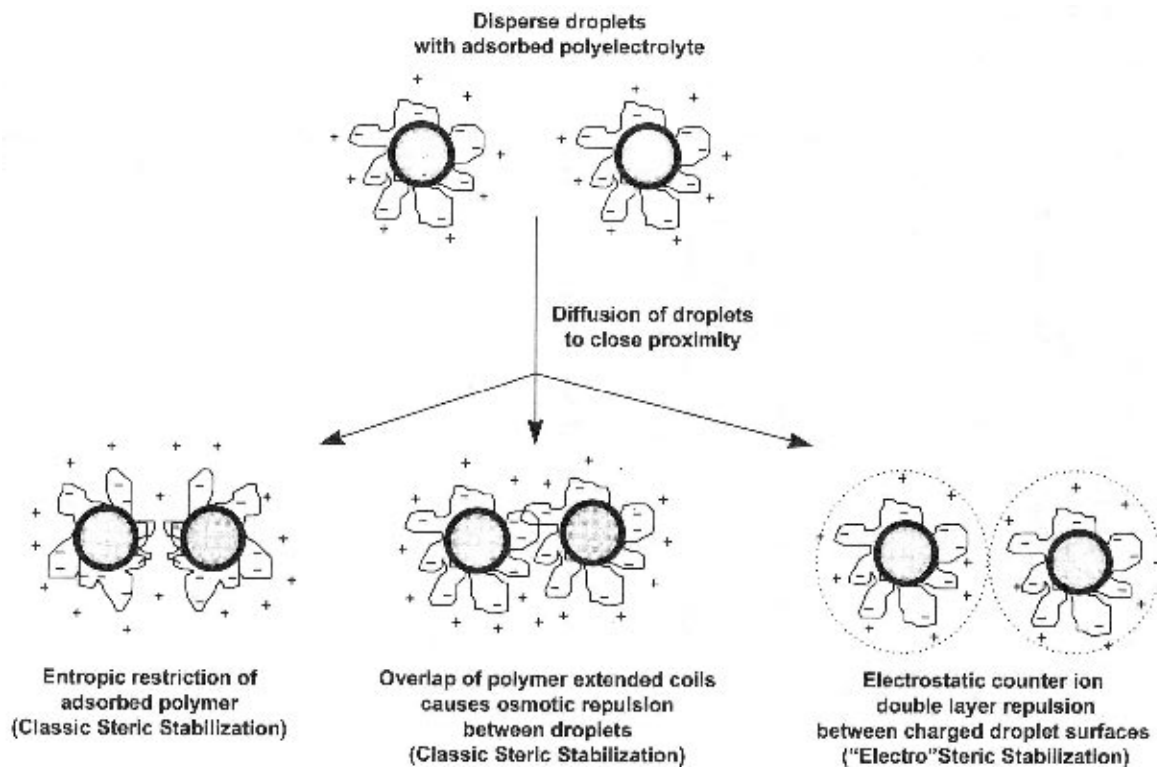 Disperse droplets
with adsorbed polyelectrolyte
Diffusion of droplets
to close proximity
Entropic restriction of
adsorbed polymer
(Classic Steric Stabilization)
Overlap of polymer extended coils
causes osmotic repulsion
between droplets
(Classic Steric Stabilization)
Electrostatic counter ion
double layer repulsion
between charged droplet surfaces
("Electro"Steric Stabilization)